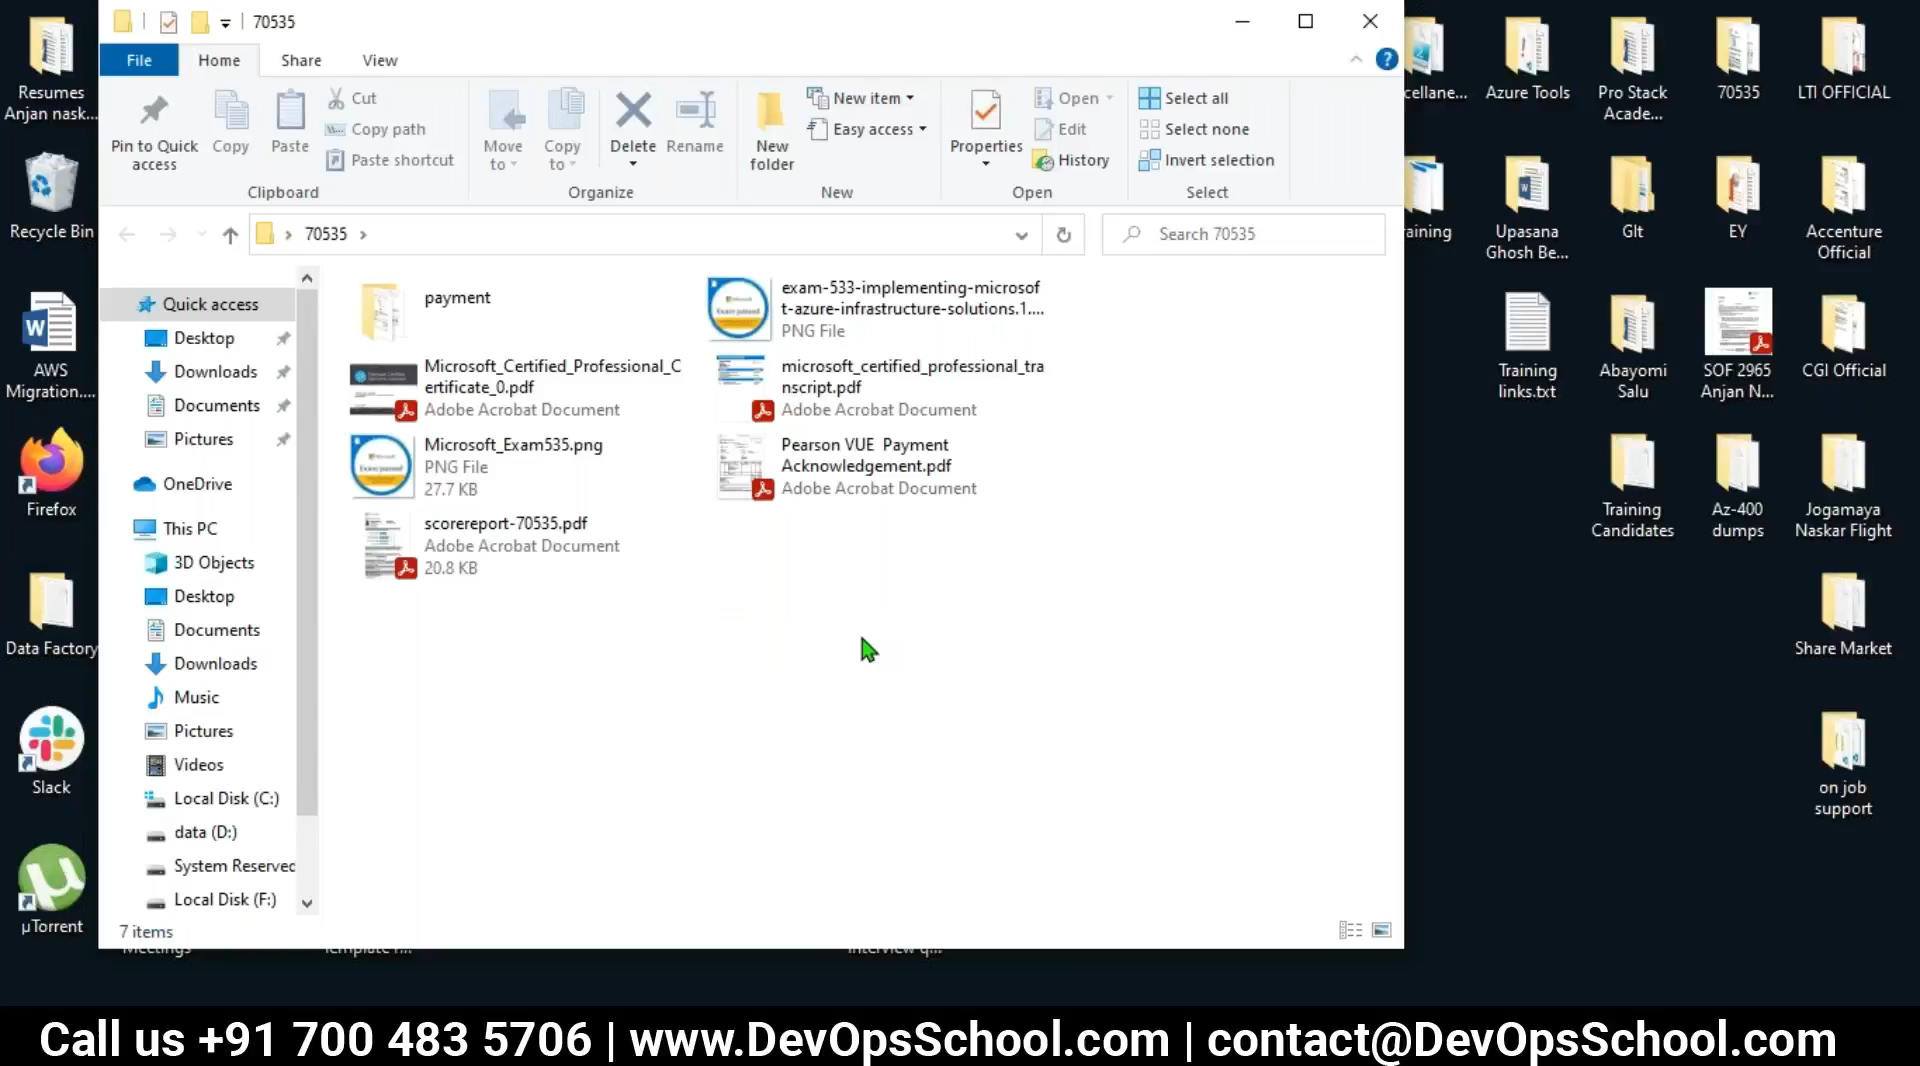 70535
File
Home
Share
View
Pin to Quick
access
Copy
Paste
Cut
Copy path
Paste shortcut
Clipboard
Move
to
Copy
to
Delete
Rename
Organize
New
folder
New item
Easy access
New
Properties
Open
Edit
History
Open
Select all
Select none
Invert selection
Select
70535
Search 70535
Quick access
Desktop
Downloads
Documents
Pictures
OneDrive
This PC
3D Objects
Desktop
Documents
Downloads
Music
Pictures
Videos
Local Disk (C:)
data (D:)
System Reserved
Local Disk (F:)
payment
exam-533-implementing-microsof
t-azure-infrastructure-solutions.1....
PNG File
Microsoft_Certified_Professional_C
ertificate_0.pdf
Adobe Acrobat Document
microsoft_certified_professional_tra
nscript.pdf
Adobe Acrobat Document
Microsoft_Exam535.png
PNG File
27.7 KB
Pearson VUE Payment
Acknowledgement.pdf
Adobe Acrobat Document
scorereport-70535.pdf
Adobe Acrobat Document
20.8 KB
7 items
Resumes
Anjan nask...
Recycle Bin
AWS
Migration....
Firefox
Data Factory
Slack
µTorrent
cellane...
Azure Tools
Pro Stack
Acade...
70535
LTI OFFICIAL
raining
Upasana
Ghosh Be...
GIt
EY
Accenture
Official
Training
links.txt
Abayomi
Salu
SOF 2965
Anjan N...
CGI Official
Training
Candidates
Az-400
dumps
Jogamaya
Naskar Flight
Share Market
on job
support
Meetings
Call us +91 700 483 5706 | www.DevOpsSchool.com | contact@DevOpsSchool.com